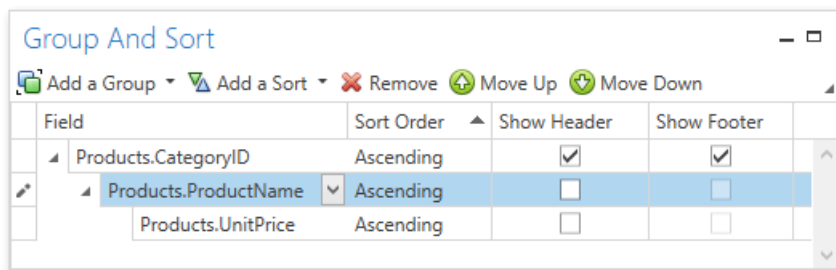 Group And Sort
Add a Group Add a Sort Remove Move Up Move Down
Field Sort Order Show Header Show Footer
Products.CategoryID Ascending
Products.ProductName Ascending
Products.UnitPrice Ascending